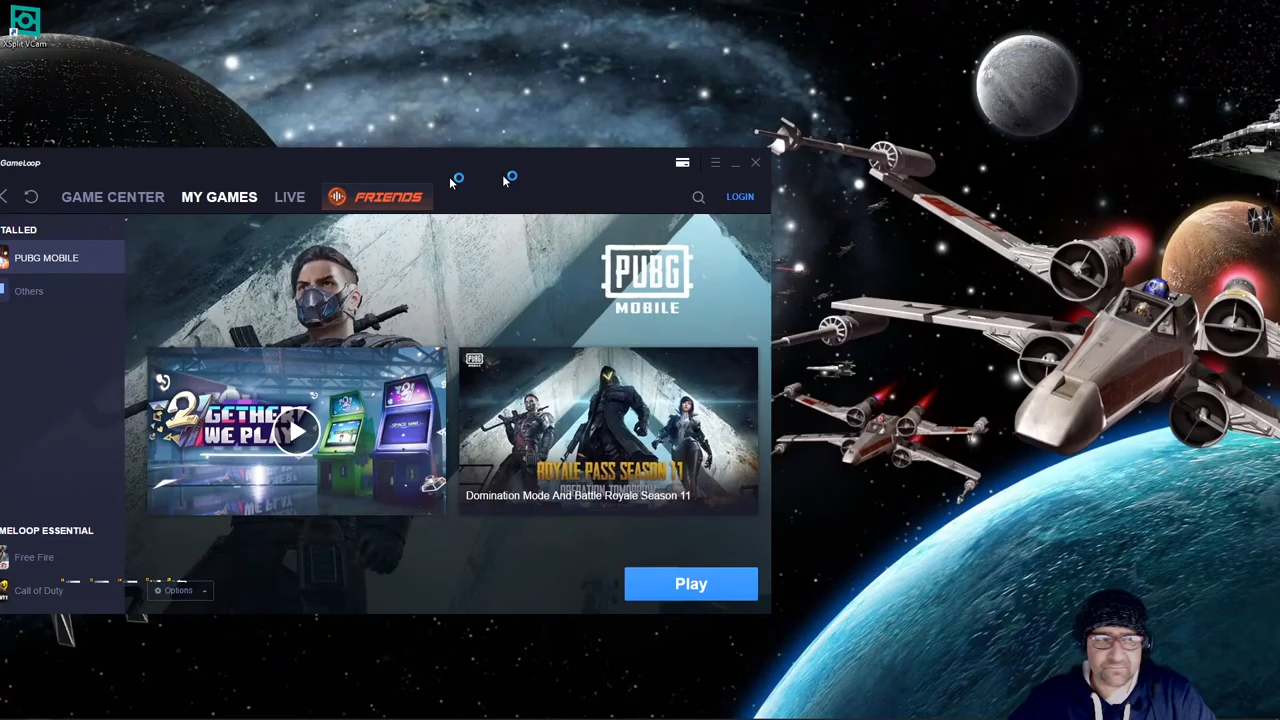 XSplit VCam
GameLoop
GAME CENTER
MY GAMES
LIVE
FRIENDS
LOGIN
TALLED
PUBG MOBILE
Others
PUBG
MOBILE
2GETHER
WE PLAY
ROYALE PASS SEASON 11
OPERATION TOMORROW
Domination Mode And Battle Royale Season 11
MELOOP ESSENTIAL
Free Fire
Call of Duty
Options
Play